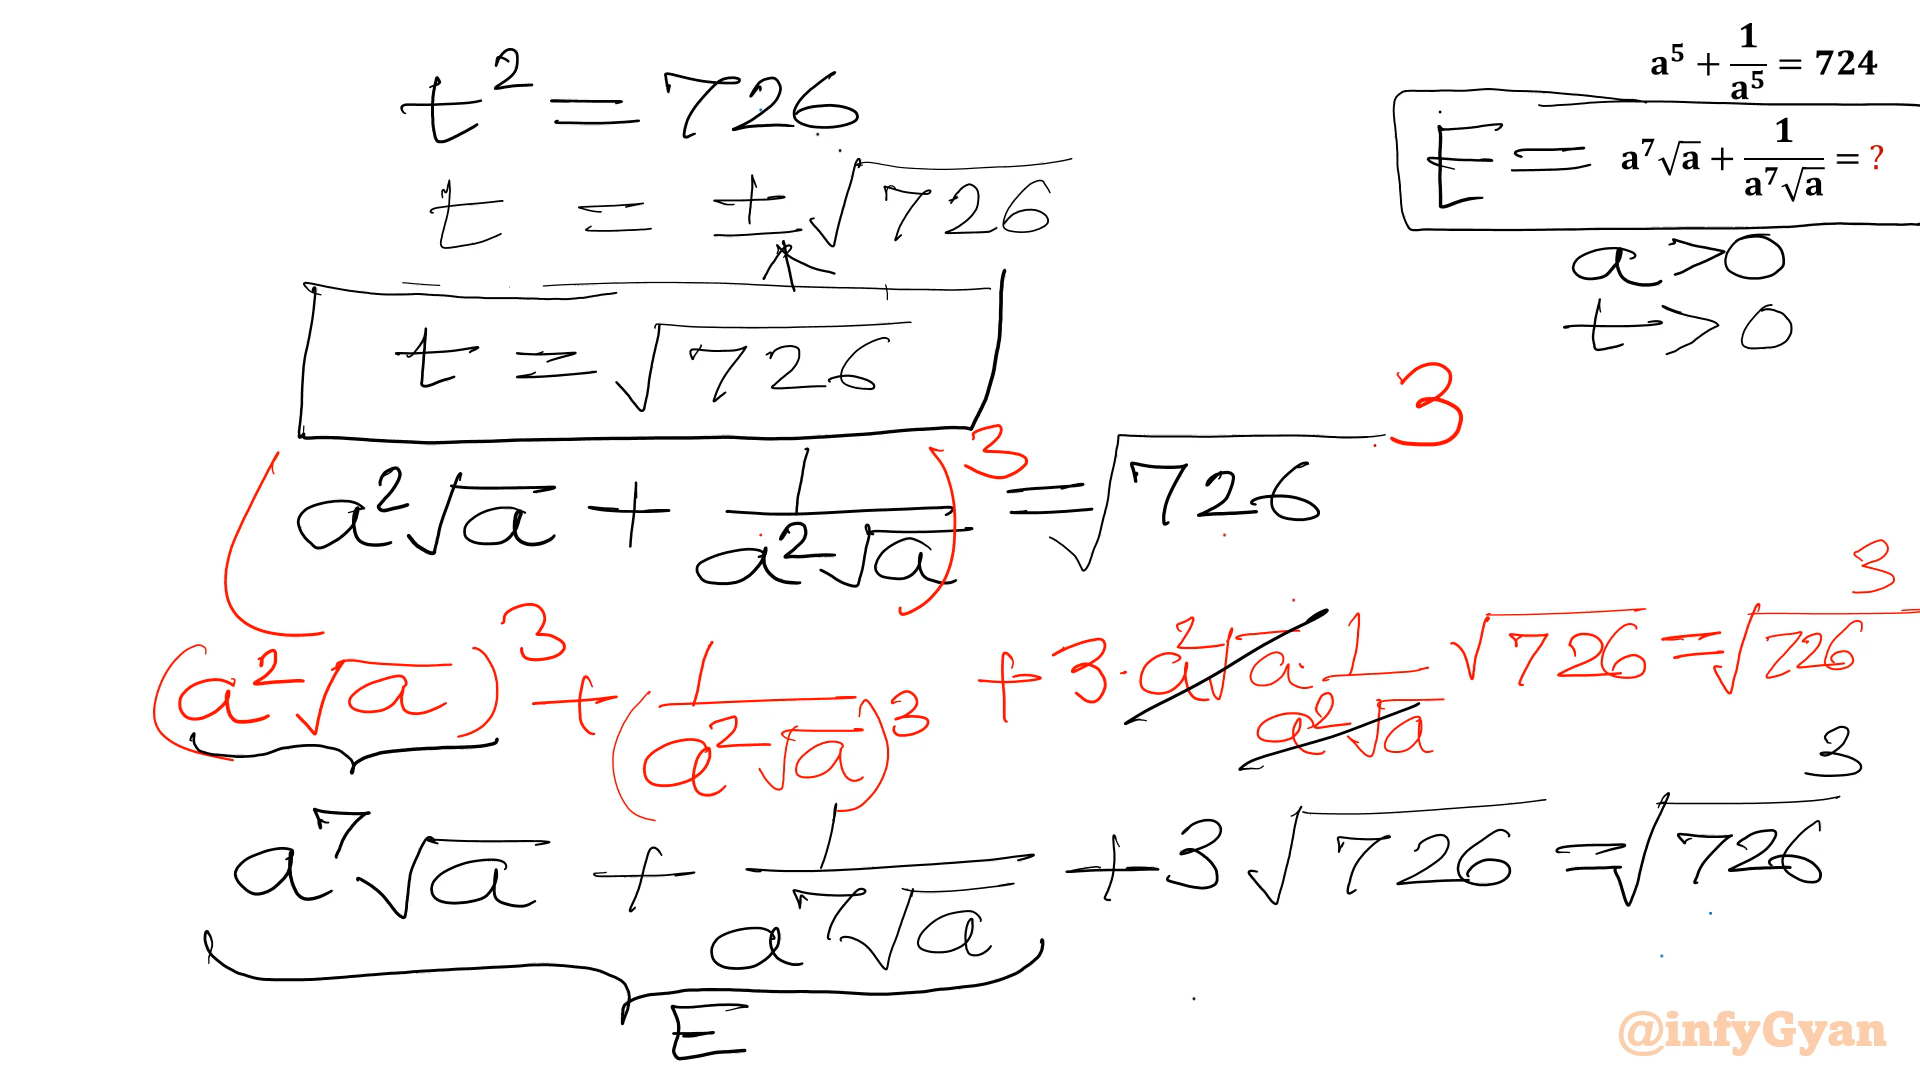 a⁵ + 1/a⁵ = 724
E = a⁷√a + 1/(a⁷√a) = ?
a > 0
t > 0
t² = 726
t = ±√726
t = √726
(a²√a + 1/(a²√a))³ = √726³
(a²√a)³ + (1/(a²√a))³ + 3·a²√a·1/(a²√a) √726 = √726³
a⁷√a + 1/(a⁷√a) + 3√726 = √726³
E
@infyGyan